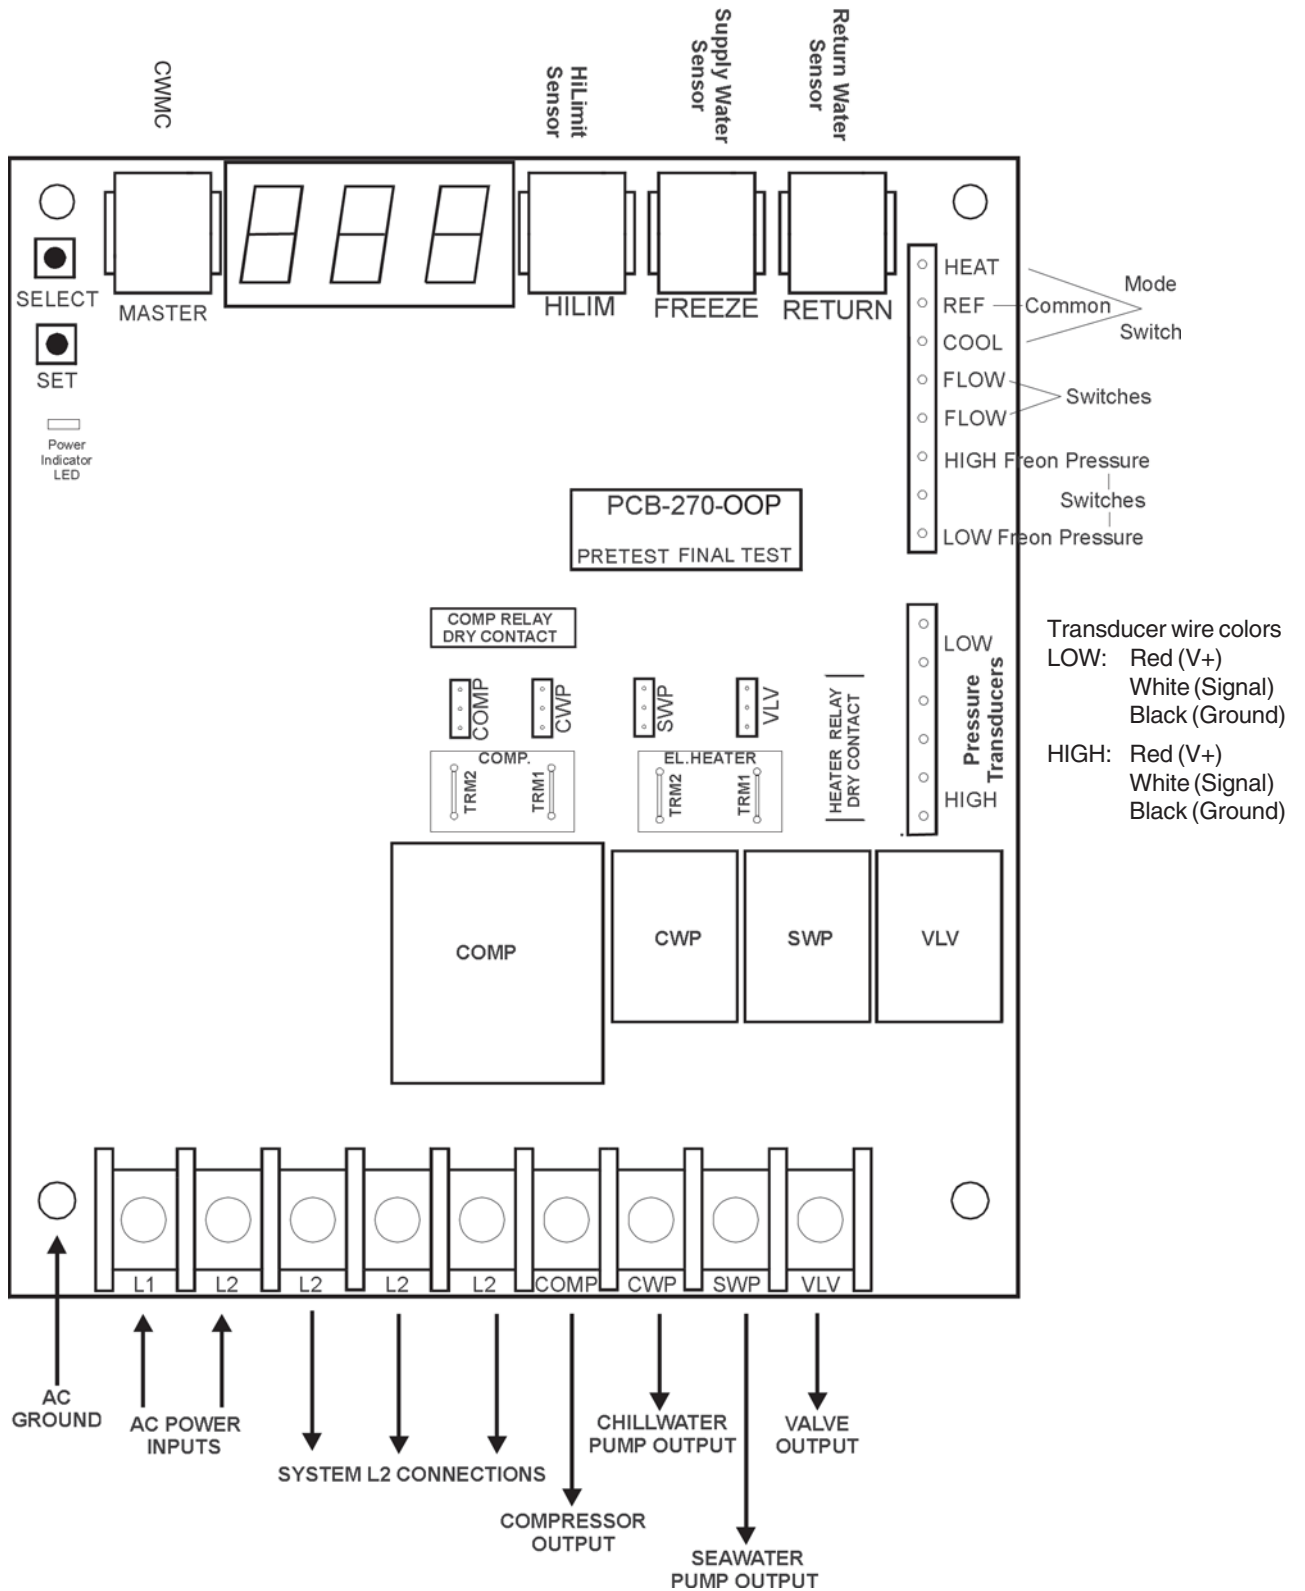 CWMC
HiLimit
Sensor
Supply Water
Sensor
Return Water
Sensor
SELECT
MASTER
HILIM
FREEZE
RETURN
SET
Power
Indicator
LED
HEAT
REF
Common
COOL
Mode
Switch
FLOW
FLOW
Switches
HIGH Freon Pressure
Switches
LOW Freon Pressure
PCB-270-OOP
PRETEST FINAL TEST
COMP RELAY
DRY CONTACT
COMP
CWP
SWP
VLV
COMP.
TRM2
TRM1
EL.HEATER
TRM2
TRM1
HEATER RELAY
DRY CONTACT
LOW
Pressure
Transducers
HIGH
Transducer wire colors
LOW: Red (V+)
White (Signal)
Black (Ground)
HIGH: Red (V+)
White (Signal)
Black (Ground)
COMP
CWP
SWP
VLV
L1
L2
L2
L2
L2
COMP
CWP
SWP
VLV
AC
GROUND
AC POWER
INPUTS
SYSTEM L2 CONNECTIONS
COMPRESSOR
OUTPUT
CHILLWATER
PUMP OUTPUT
SEAWATER
PUMP OUTPUT
VALVE
OUTPUT